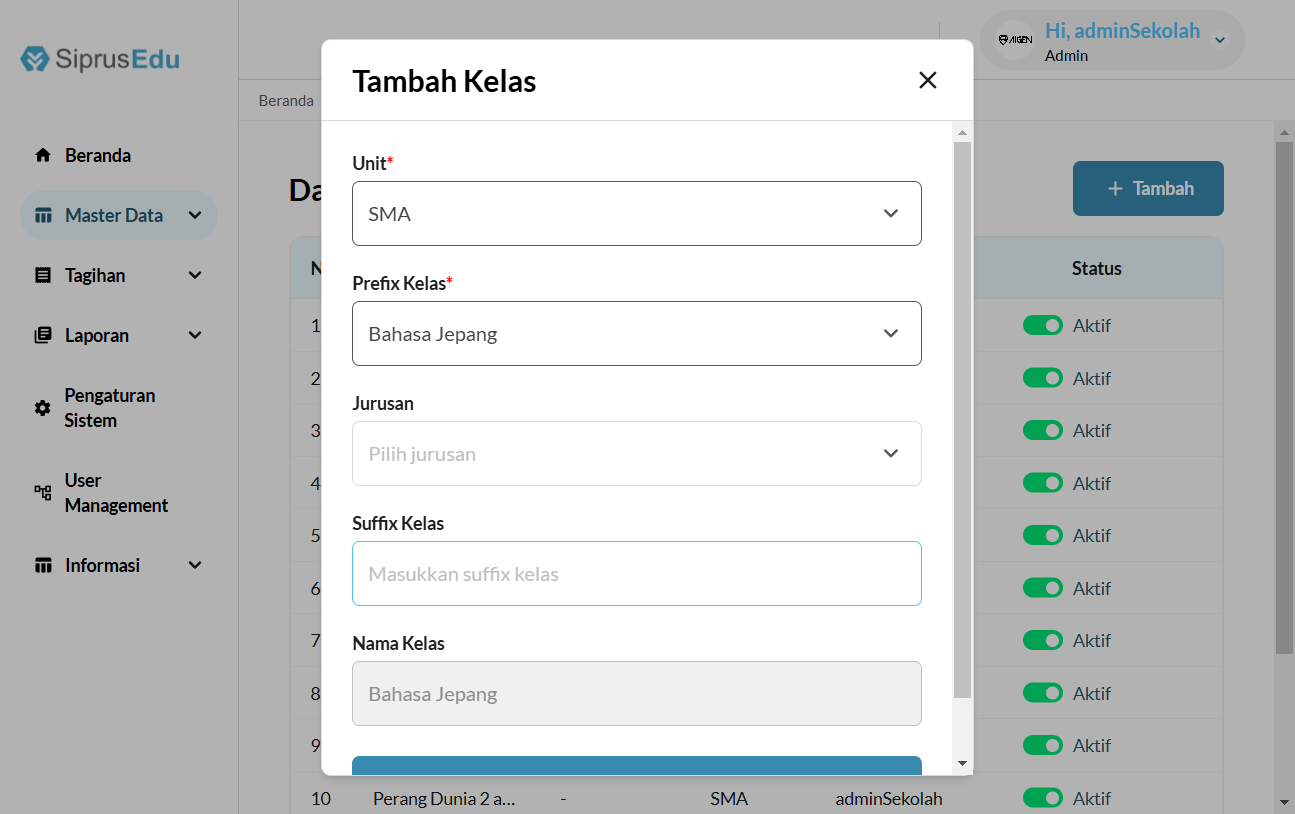 SiprusEdu
AIGEN
Hi, adminSekolah
Admin
Beranda
Beranda
Master Data
Tagihan
Laporan
Pengaturan
Sistem
User
Management
Informasi
Tambah Kelas
Unit*
SMA
Prefix Kelas*
Bahasa Jepang
Jurusan
Pilih jurusan
Suffix Kelas
Masukkan suffix kelas
Nama Kelas
Bahasa Jepang
Da
+ Tambah
N Status
1 Aktif
2 Aktif
3 Aktif
4 Aktif
5 Aktif
6 Aktif
7 Aktif
8 Aktif
9 Aktif
10 Perang Dunia 2 a... - SMA adminSekolah Aktif